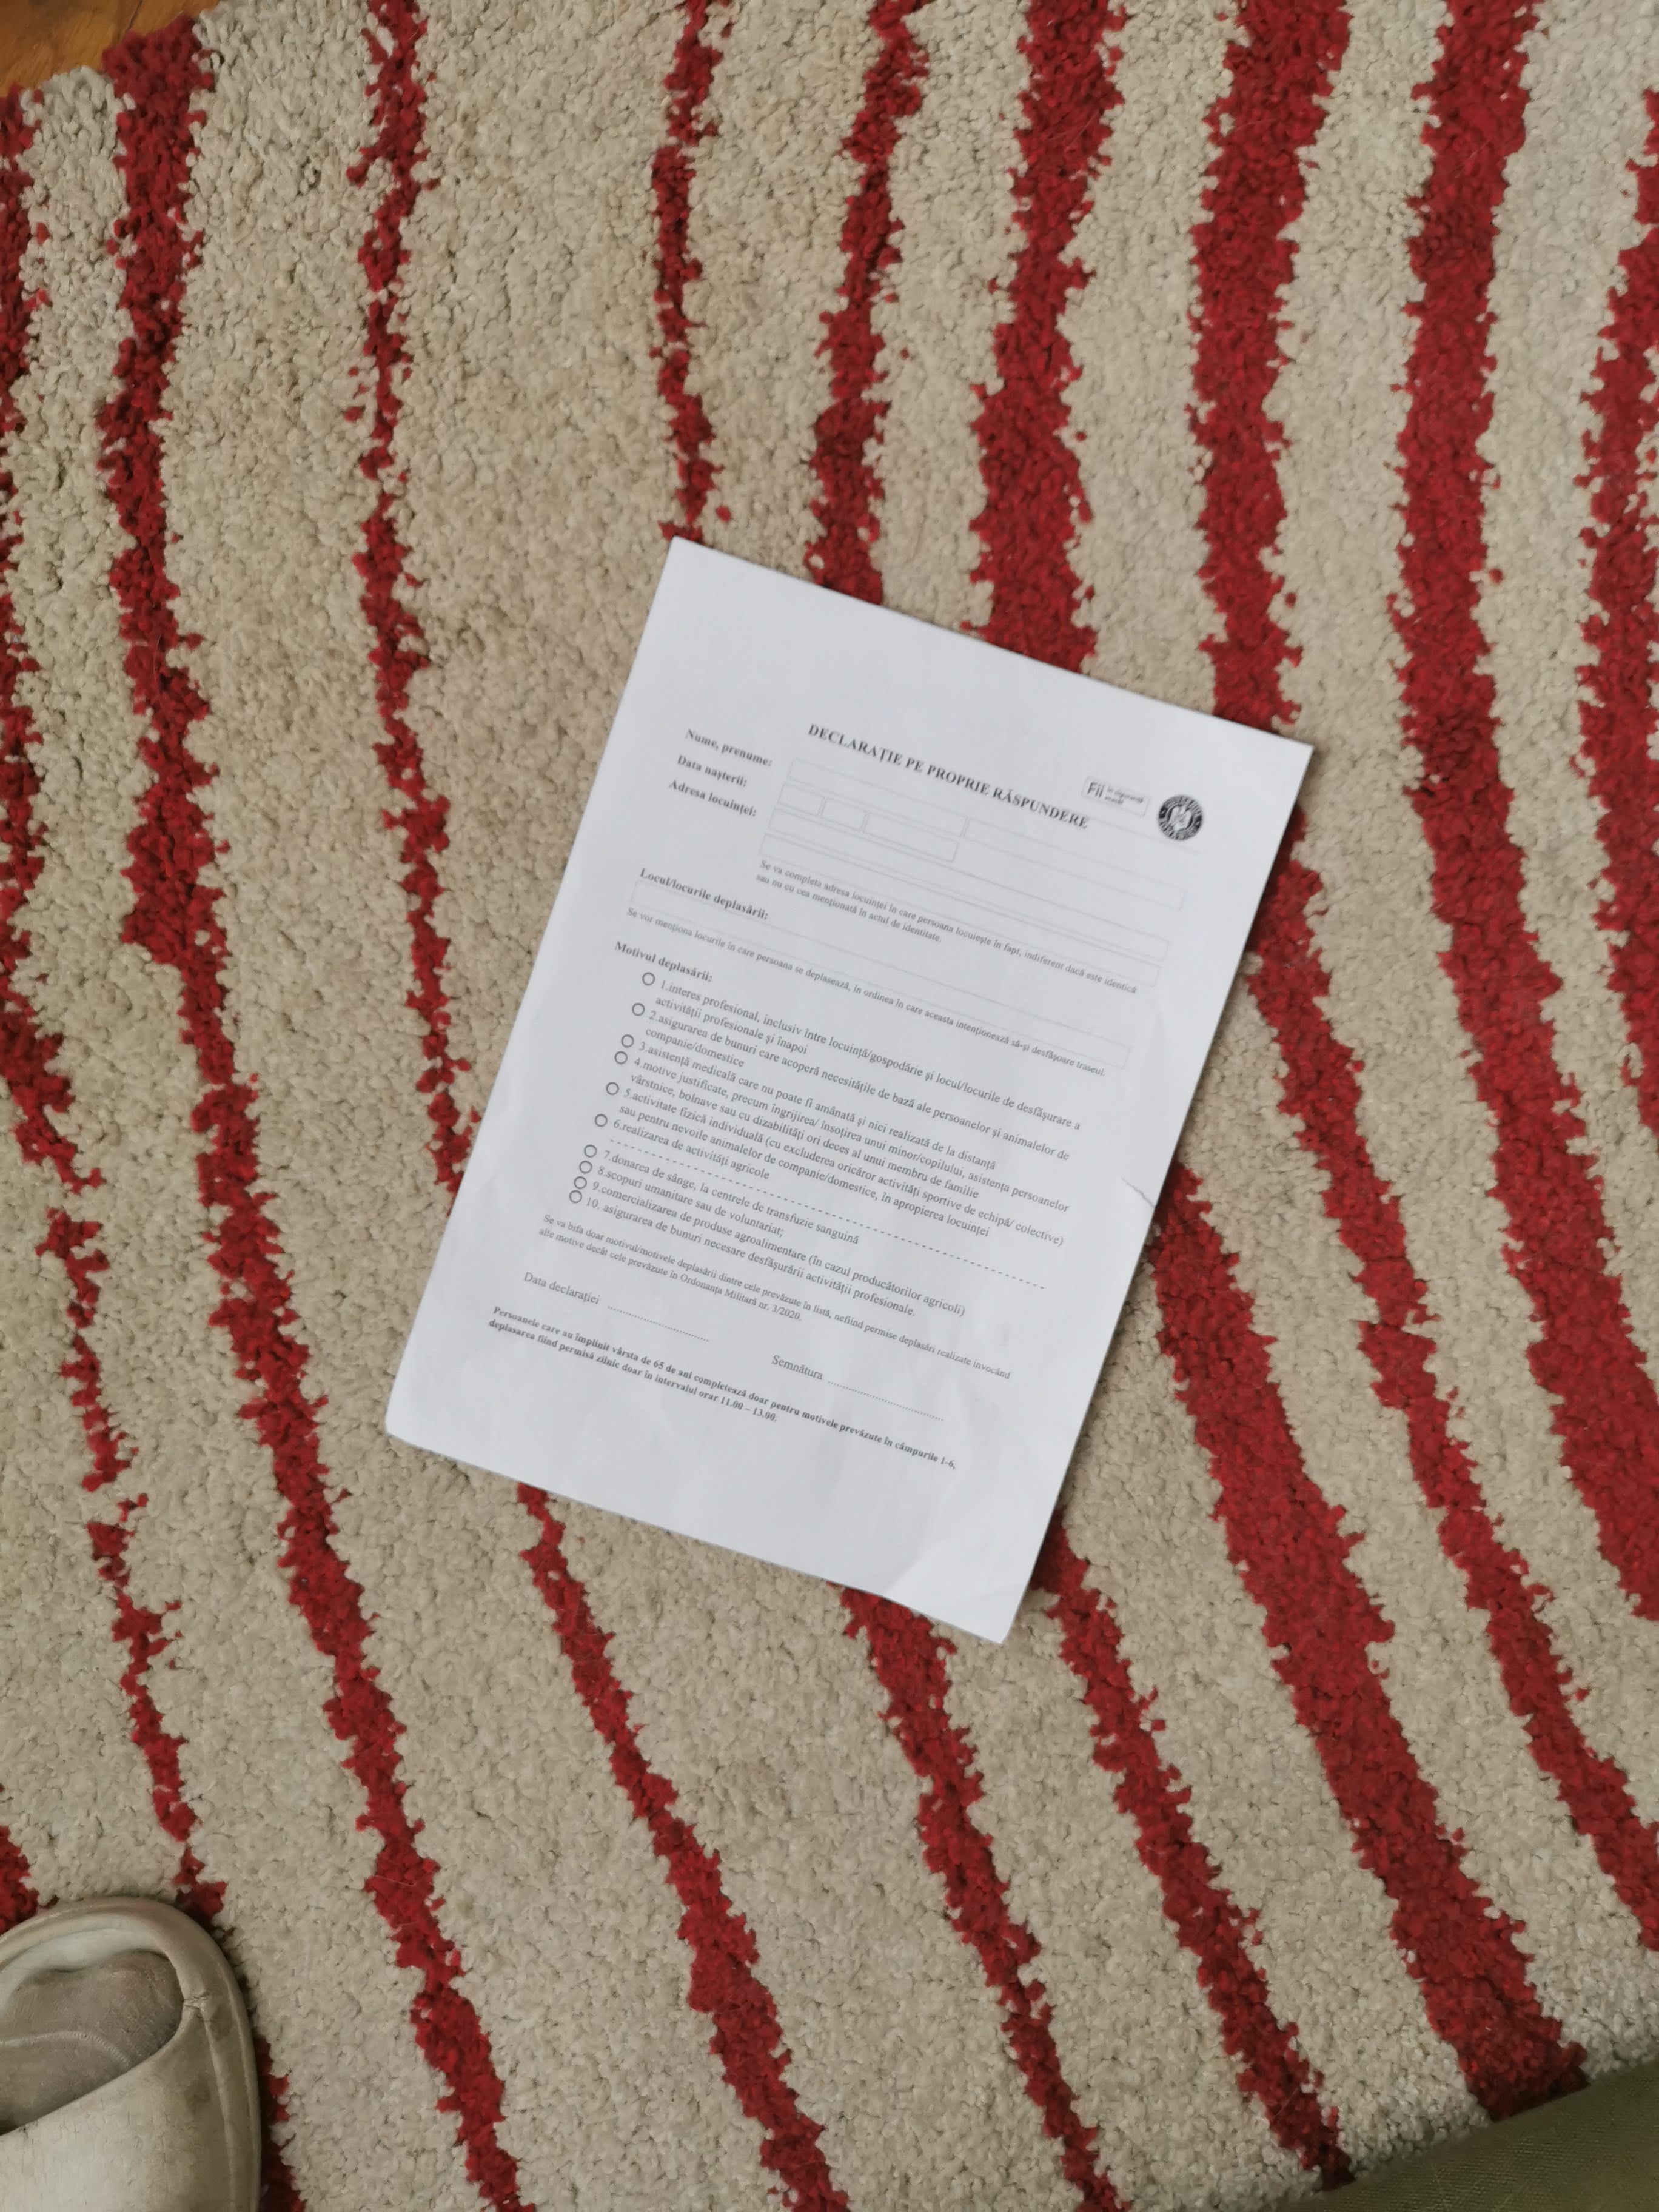 Fii în siguranță
acasă!
DECLARAȚIE PE PROPRIE RĂSPUNDERE
Nume, prenume:
Data nașterii:
Adresa locuinței:
Se va completa adresa locuinței în care persoana locuiește în fapt, indiferent dacă este identică
sau nu cu cea menționată în actul de identitate.
Locul/locurile deplasării:
Se vor menționa locurile în care persoana se deplasează, în ordinea în care aceasta intenționează să-și desfășoare traseul.
Motivul deplasării:
1.interes profesional, inclusiv între locuință/gospodărie și locul/locurile de desfășurare a
activității profesionale și înapoi
2.asigurarea de bunuri care acoperă necesitățile de bază ale persoanelor și animalelor de
companie/domestice
3.asistență medicală care nu poate fi amânată și nici realizată de la distanță
4.motive justificate, precum îngrijirea/ însoțirea unui minor/copilului, asistența persoanelor
vârstnice, bolnave sau cu dizabilități ori deces al unui membru de familie
5.activitate fizică individuală (cu excluderea oricăror activități sportive de echipă/ colective)
sau pentru nevoile animalelor de companie/domestice, în apropierea locuinței
6.realizarea de activități agricole
7.donarea de sânge, la centrele de transfuzie sanguină
8.scopuri umanitare sau de voluntariat;
9.comercializarea de produse agroalimentare (în cazul producătorilor agricoli)
10. asigurarea de bunuri necesare desfășurării activității profesionale.
Se va bifa doar motivul/motivele deplasării dintre cele prevăzute în listă, nefiind permise deplasări realizate invocând
alte motive decât cele prevăzute în Ordonanța Militară nr. 3/2020.
Data declarației ........................... Semnătura ...........................
Persoanele care au împlinit vârsta de 65 de ani completează doar pentru motivele prevăzute în câmpurile 1-6,
deplasarea fiind permisă zilnic doar în intervalul orar 11.00 – 13.00.